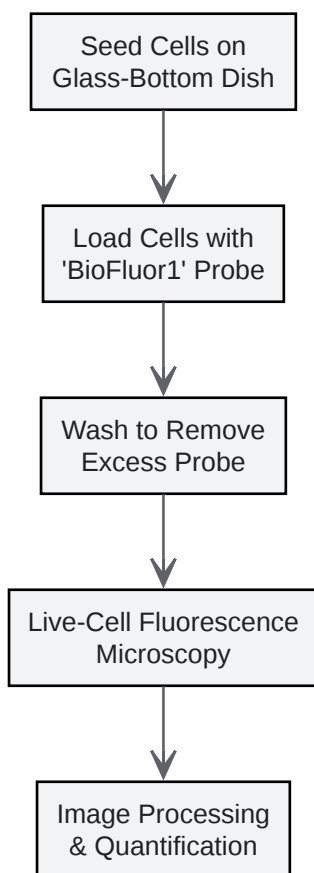 Seed Cells on
Glass-Bottom Dish
Load Cells with
'BioFluor1' Probe
Wash to Remove
Excess Probe
Live-Cell Fluorescence
Microscopy
Image Processing
& Quantification